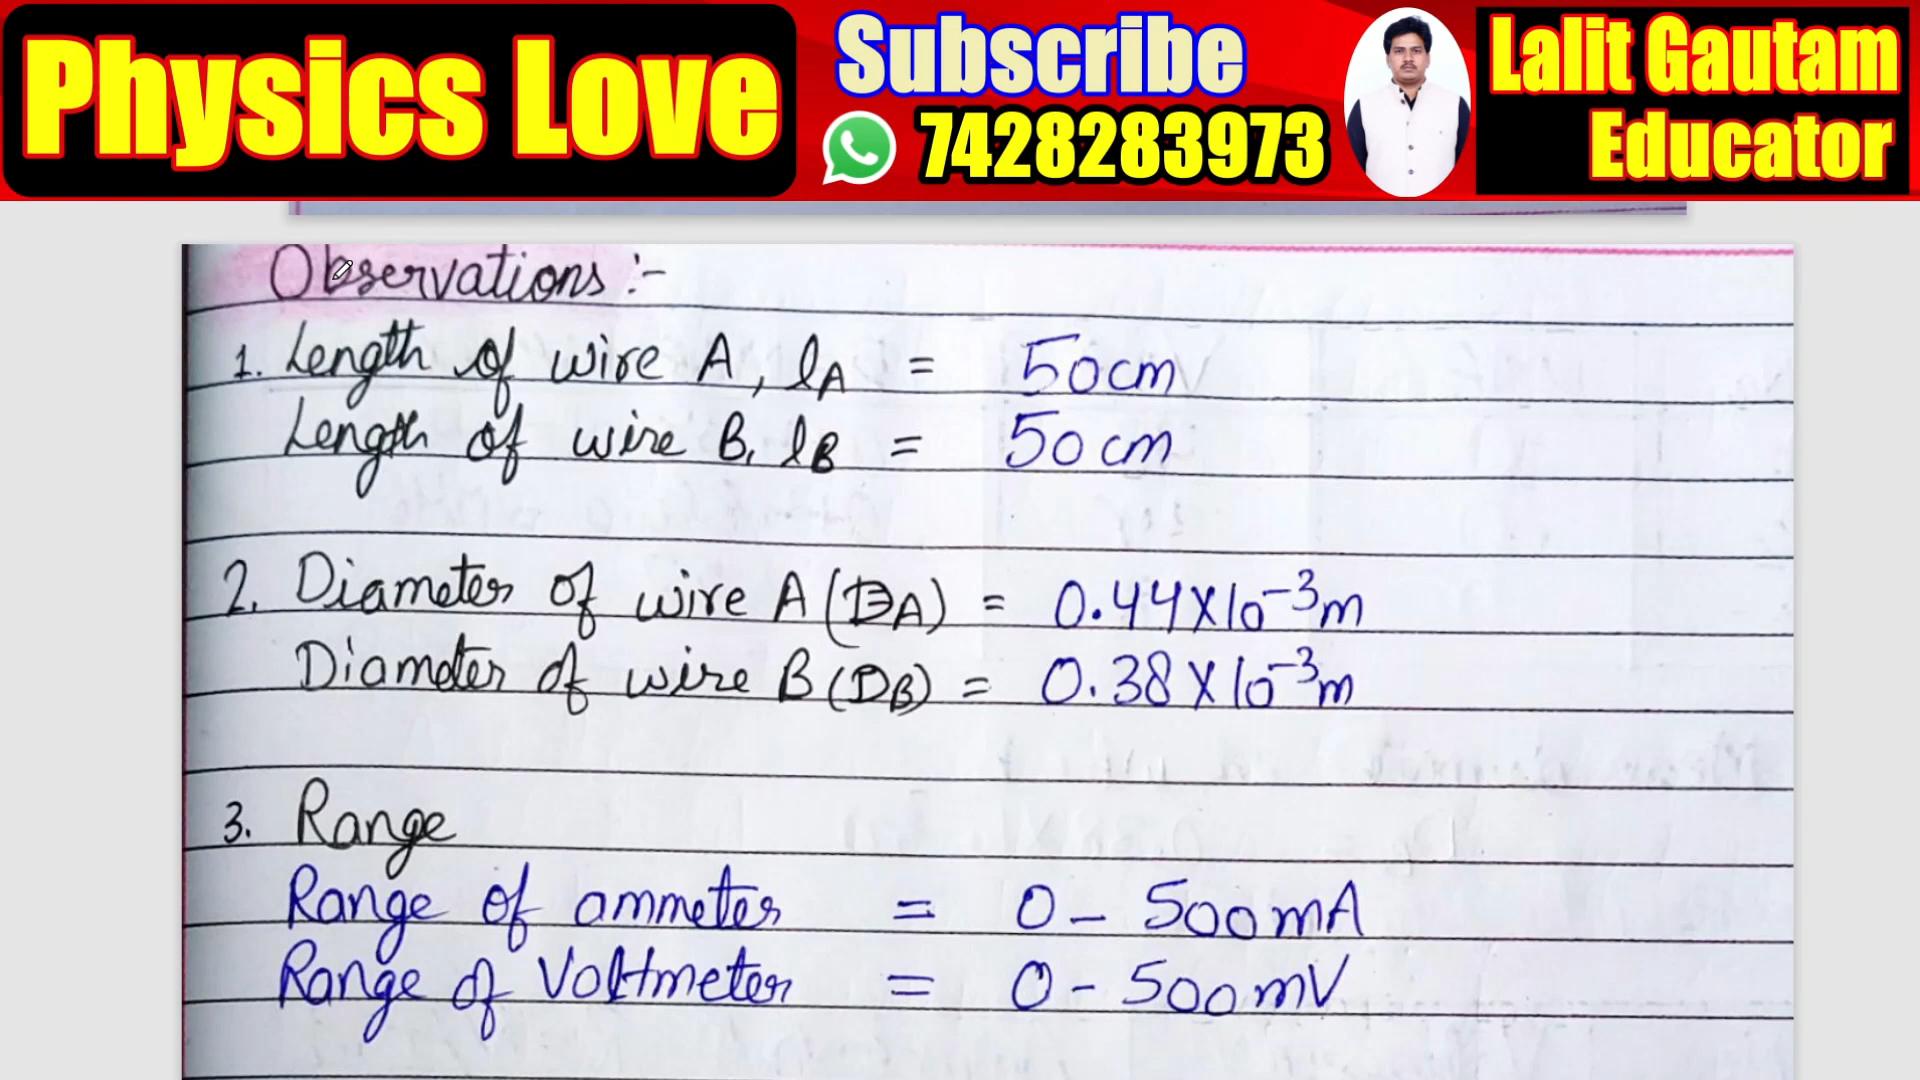 Physics Love
Subscribe
7428283973
Lalit Gautam
Educator
Observations :-
1. Length of wire A, lA = 50cm
Length of wire B, lB = 50 cm
2. Diameter of wire A (DA) = 0.44X10⁻³m
Diameter of wire B (DB) = 0.38 X 10⁻³m
3. Range
Range of ammeter = 0 - 500mA
Range of Voltmeter = 0 - 500mV